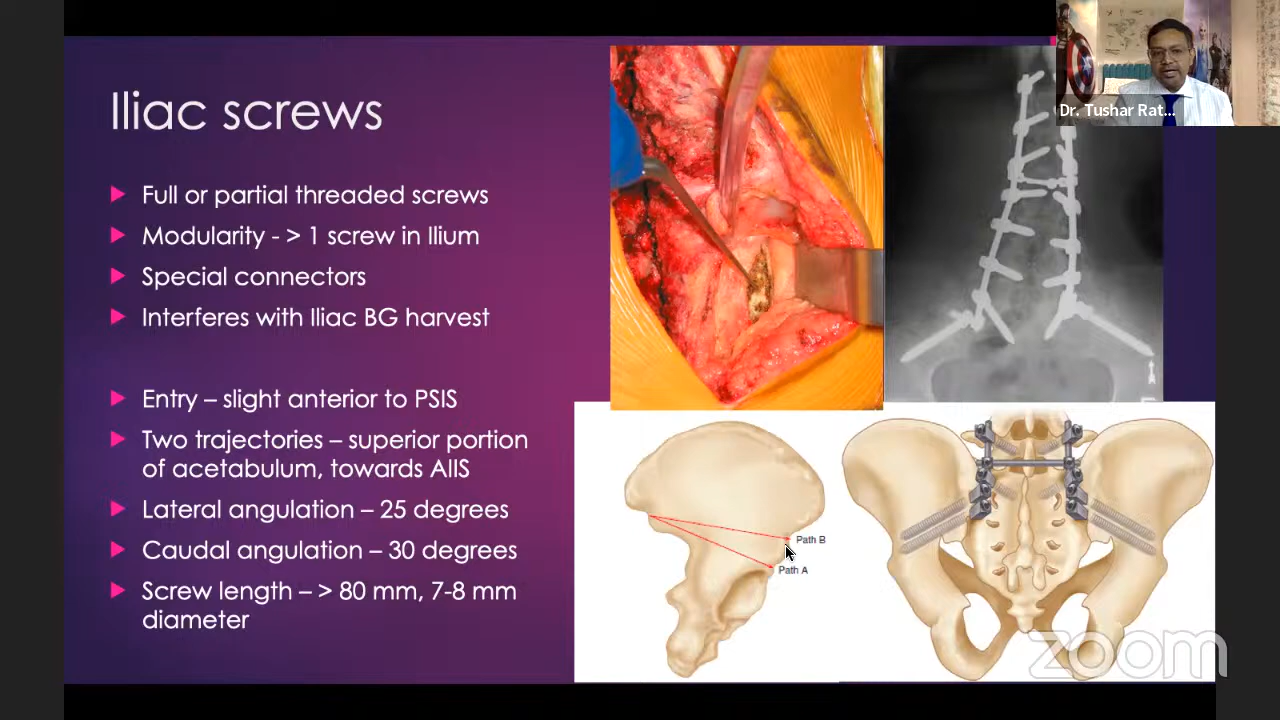 Dr. Tushar Rat...
Iliac screws
Full or partial threaded screws
Modularity - > 1 screw in Ilium
Special connectors
Interferes with Iliac BG harvest
Entry – slight anterior to PSIS
Two trajectories – superior portion
of acetabulum, towards AIIS
Lateral angulation – 25 degrees
Caudal angulation – 30 degrees
Screw length – > 80 mm, 7-8 mm
diameter
Path B
Path A
zoom